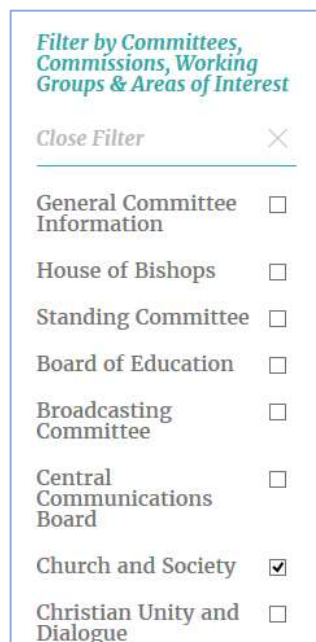 Filter by Committees,
Commissions, Working
Groups & Areas of Interest
Close Filter
General Committee
Information
House of Bishops
Standing Committee
Board of Education
Broadcasting
Committee
Central
Communications
Board
Church and Society
Christian Unity and
Dialogue